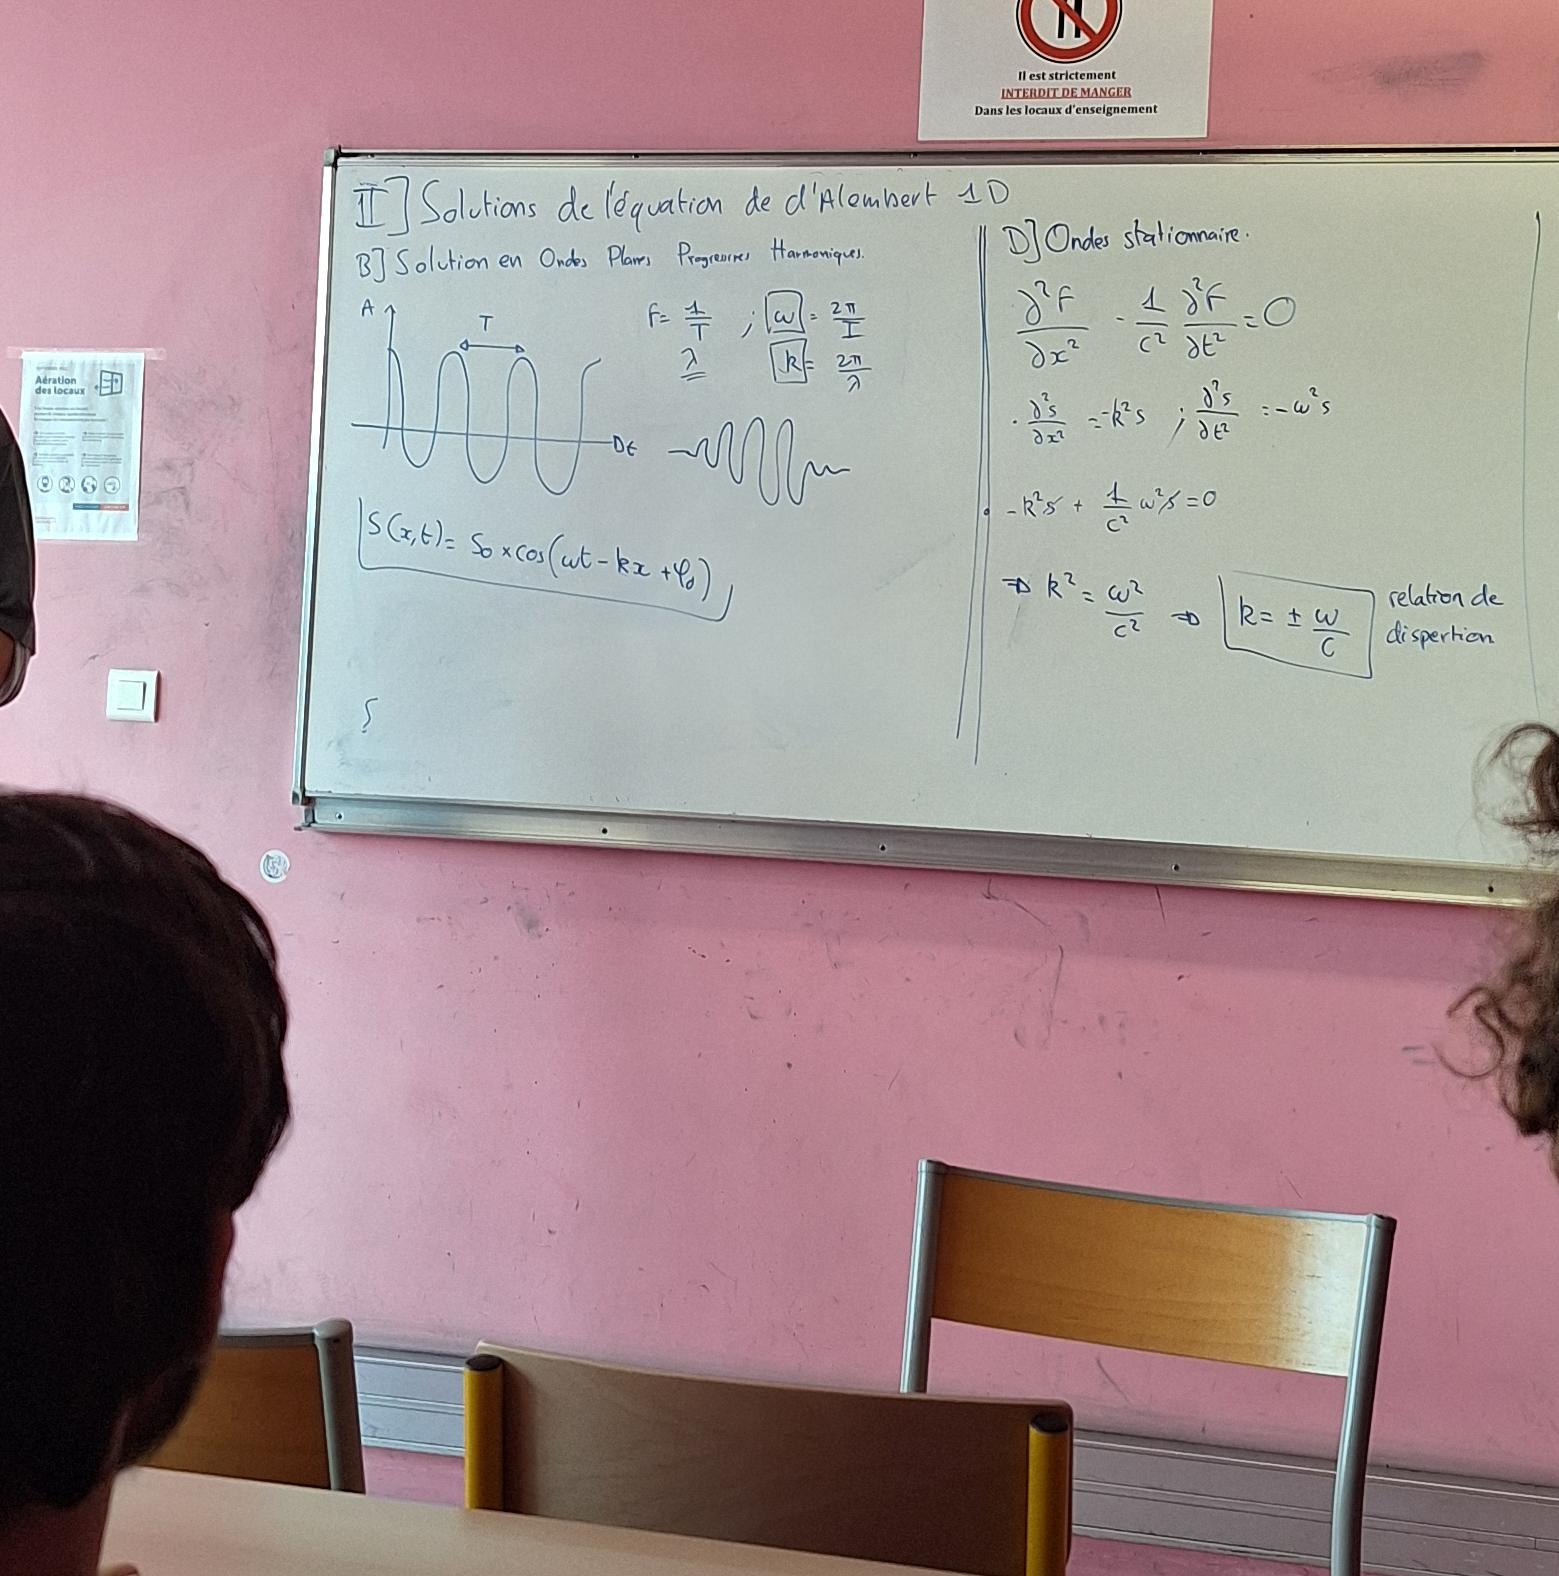 Il est strictement
INTERDIT DE MANGER
Dans les locaux d'enseignement
Aération
des locaux
II] Solutions de l'équation de d'Alembert 1D
B] Solution en Ondes Planes Progressives Harmoniques.
A
T
Dt
F = 1/T ; ω = 2π/T
λ
k = 2π/λ
S(x,t) = S₀ × cos(ωt - kx + φ₀)
D] Ondes stationnaire.
∂²F/∂x² - 1/c² ∂²F/∂t² = 0
· ∂²s/∂x² = -k²s ; ∂²s/∂t² = -ω²s
· -k²s + 1/c² ω²s = 0
⇒ k² = ω²/c² ⇒ k = ± ω/c
relation de
dispertion